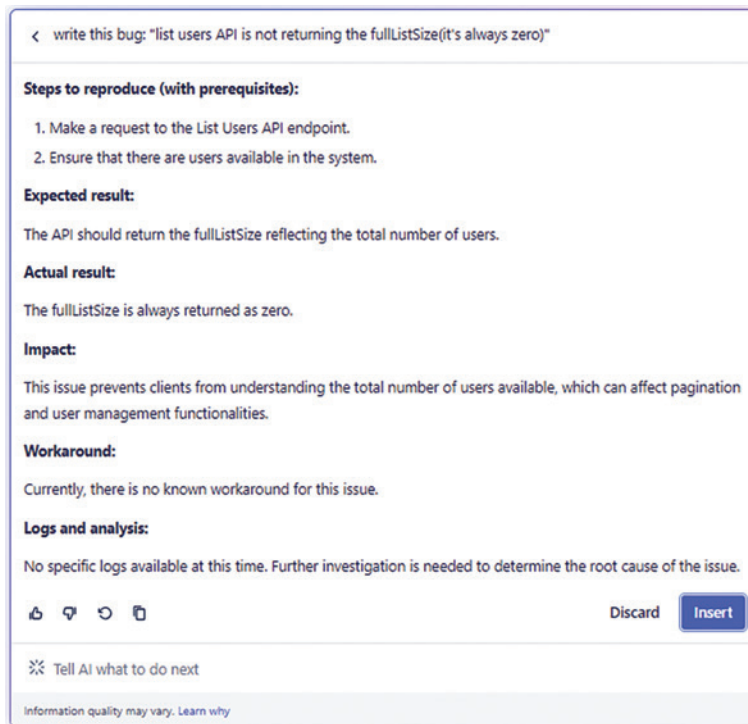 write this bug: "list users API is not returning the fullListSize(it's always zero)"
Steps to reproduce (with prerequisites):
1. Make a request to the List Users API endpoint.
2. Ensure that there are users available in the system.
Expected result:
The API should return the fullListSize reflecting the total number of users.
Actual result:
The fullListSize is always returned as zero.
Impact:
This issue prevents clients from understanding the total number of users available, which can affect pagination
and user management functionalities.
Workaround:
Currently, there is no known workaround for this issue.
Logs and analysis:
No specific logs available at this time. Further investigation is needed to determine the root cause of the issue.
Discard Insert
Tell AI what to do next
Information quality may vary. Learn why